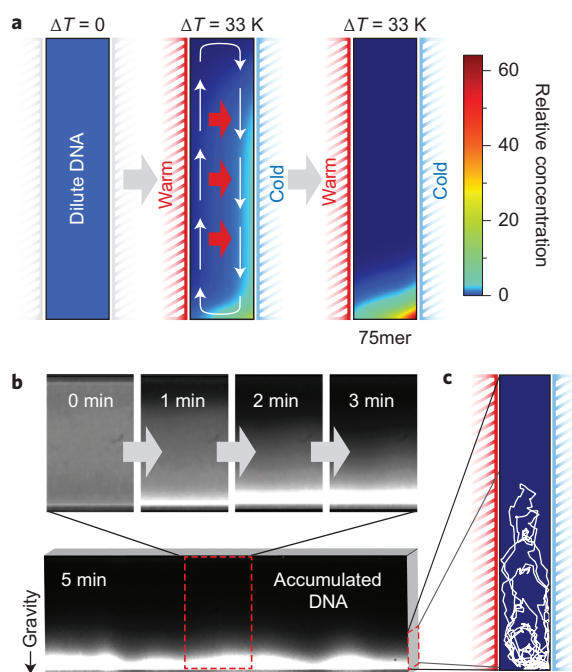 a
ΔT = 0
ΔT = 33 K
ΔT = 33 K
Dilute DNA
Warm
Cold
Warm
Cold
75mer
60
40
20
0
Relative concentration
b
0 min
1 min
2 min
3 min
5 min
Accumulated
DNA
Gravity
c